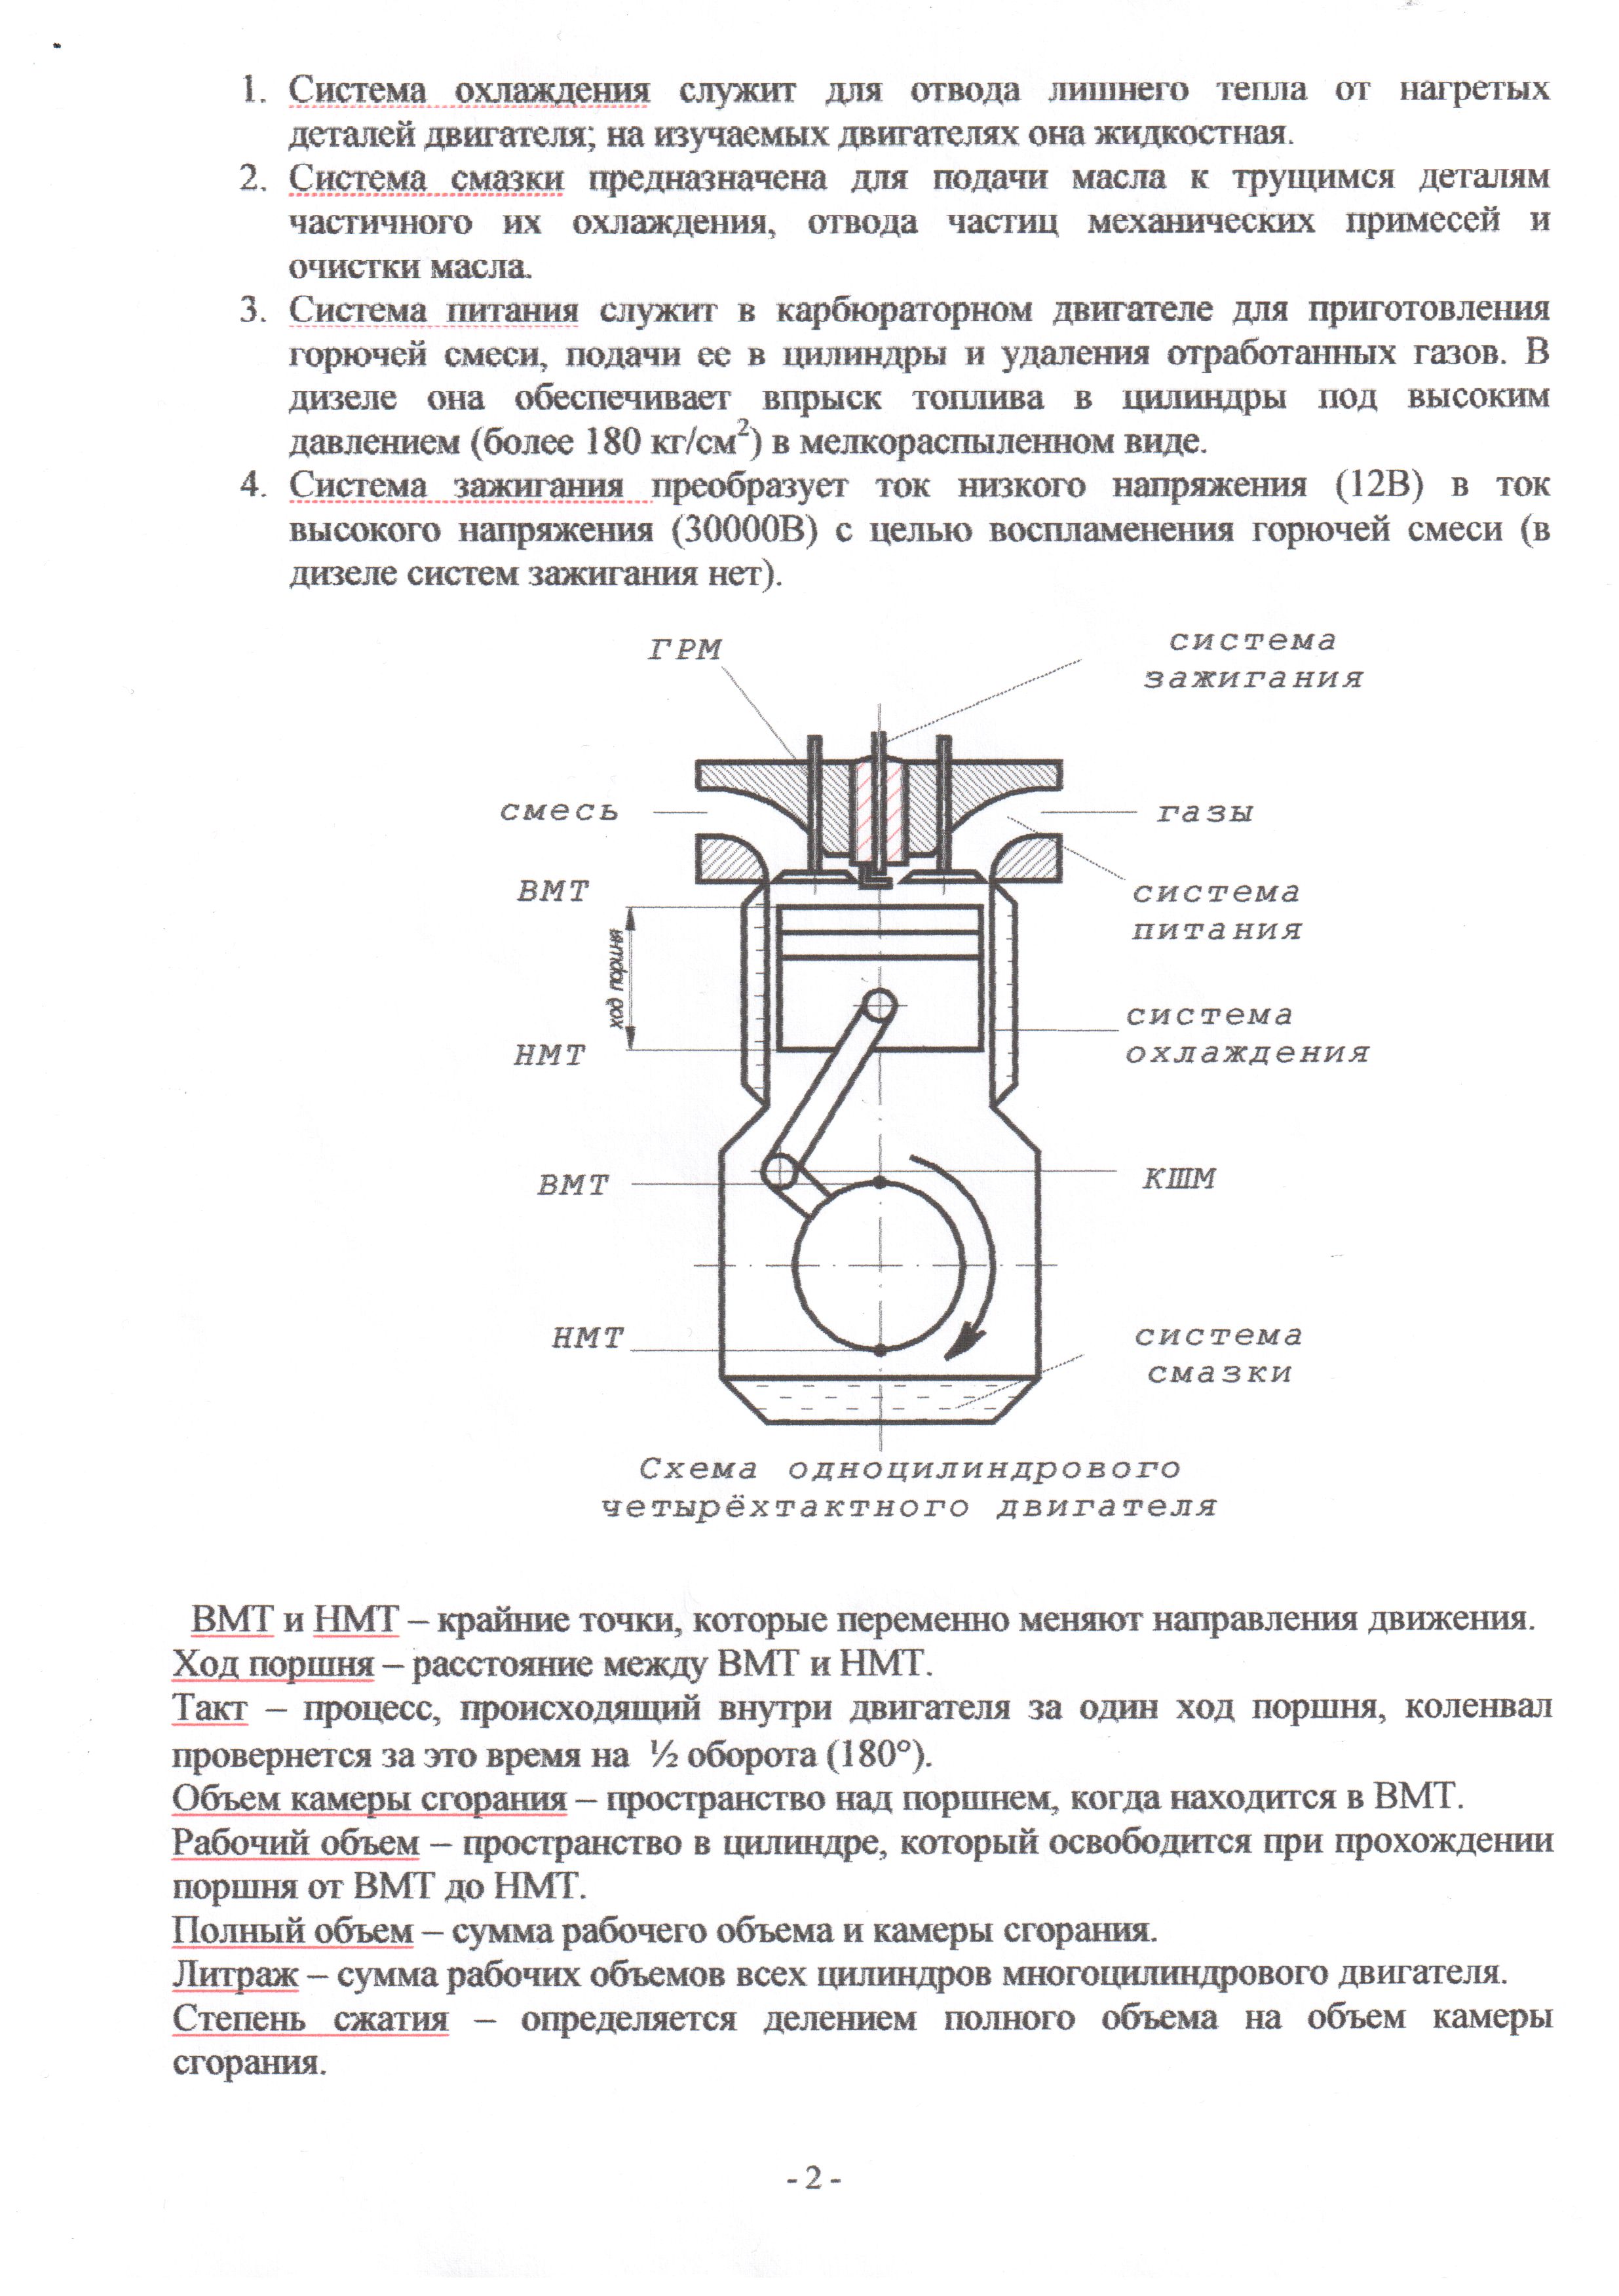 1. Система охлаждения служит для отвода лишнего тепла от нагретых
деталей двигателя; на изучаемых двигателях она жидкостная.
2. Система смазки предназначена для подачи масла к трущимся деталям
частичного их охлаждения, отвода частиц механических примесей и
очистки масла.
3. Система питания служит в карбюраторном двигателе для приготовления
горючей смеси, подачи ее в цилиндры и удаления отработанных газов. В
дизеле она обеспечивает впрыск топлива в цилиндры под высоким
давлением (более 180 кг/см²) в мелкораспыленном виде.
4. Система зажигания преобразует ток низкого напряжения (12В) в ток
высокого напряжения (30000В) с целью воспламенения горючей смеси (в
дизеле систем зажигания нет).
ГРМ
система
зажигания
смесь
газы
ВМТ
система
питания
ход поршня
НМТ
система
охлаждения
ВМТ
КШМ
НМТ
система
смазки
Схема одноцилиндрового
четырёхтактного двигателя
ВМТ и НМТ – крайние точки, которые переменно меняют направления движения.
Ход поршня – расстояние между ВМТ и НМТ.
Такт – процесс, происходящий внутри двигателя за один ход поршня, коленвал
провернется за это время на ½ оборота (180°).
Объем камеры сгорания – пространство над поршнем, когда находится в ВМТ.
Рабочий объем – пространство в цилиндре, который освободится при прохождении
поршня от ВМТ до НМТ.
Полный объем – сумма рабочего объема и камеры сгорания.
Литраж – сумма рабочих объемов всех цилиндров многоцилиндрового двигателя.
Степень сжатия – определяется делением полного объема на объем камеры
сгорания.
- 2 -